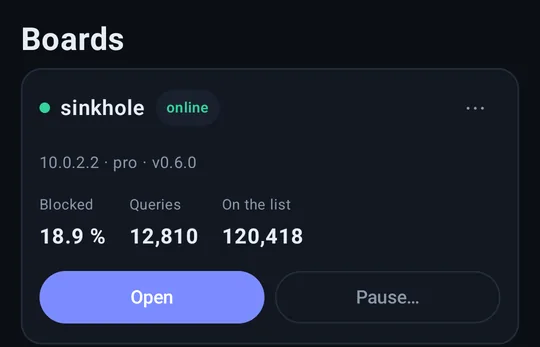 Boards
sinkhole online ...
10.0.2.2 · pro · v0.6.0
Blocked Queries On the list
18.9 % 12,810 120,418
Open Pause...